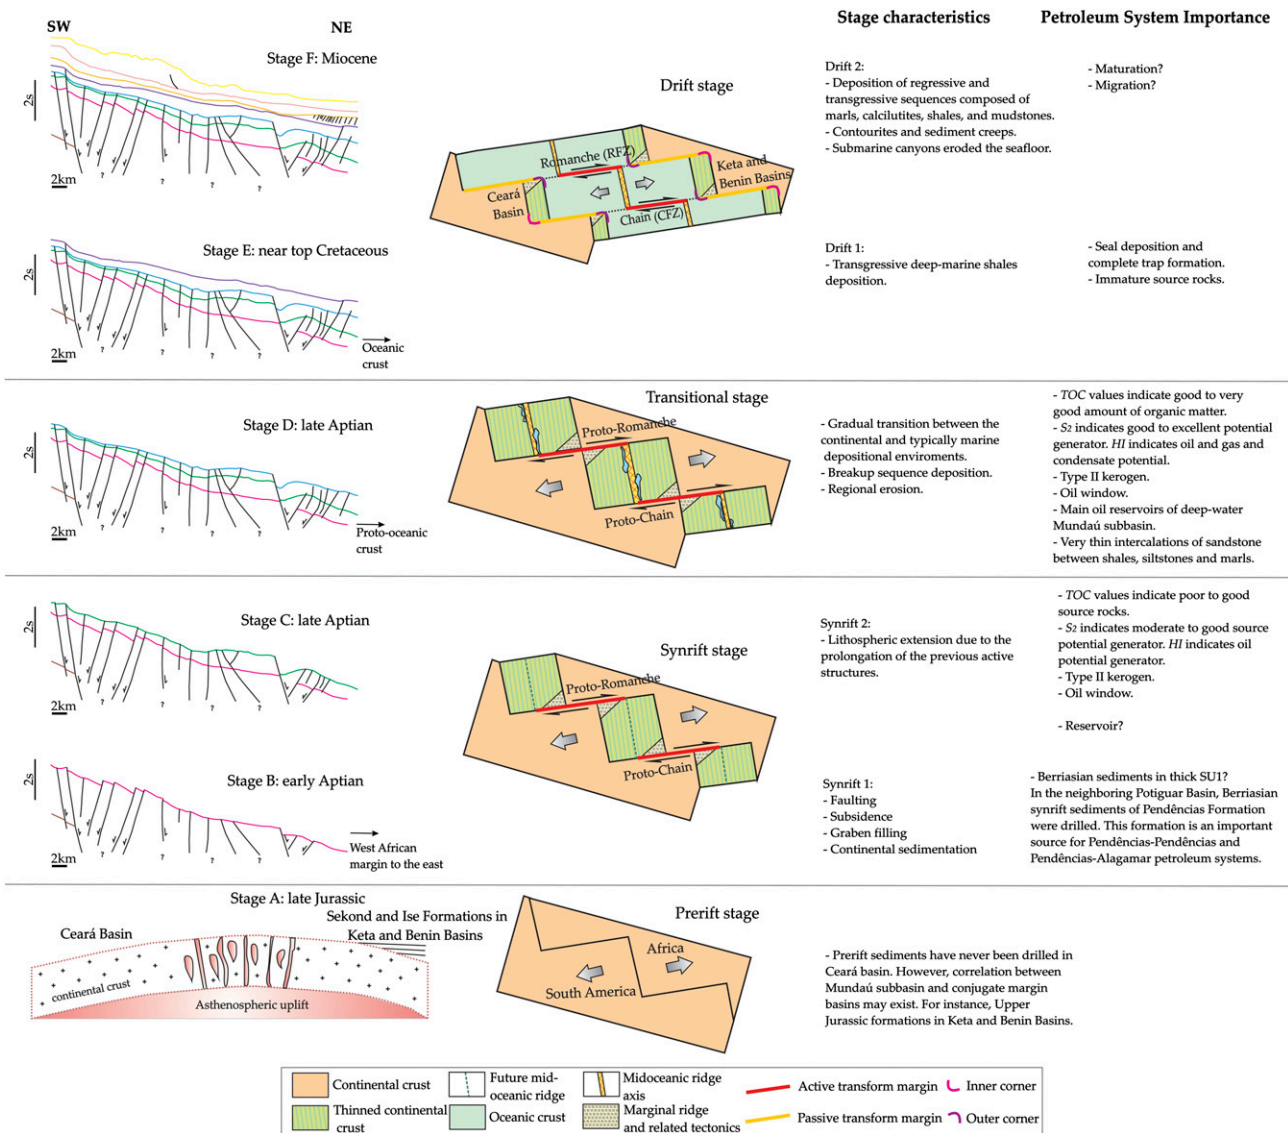 Stage characteristics
Petroleum System Importance
SW
NE
Stage F: Miocene
2s
2km
Drift stage
Romanche (RFZ)
Keta and
Benin Basins
Ceará
Basin
Chain (CFZ)
Drift 2:
- Deposition of regressive and
transgressive sequences composed of
marls, calcilutites, shales, and mudstones.
- Contourites and sediment creeps.
- Submarine canyons eroded the seafloor.
- Maturation?
- Migration?
Stage E: near top Cretaceous
2s
2km
? ? ? ?
Oceanic
crust
Drift 1:
- Transgressive deep-marine shales
deposition.
- Seal deposition and
complete trap formation.
- Immature source rocks.
Stage D: late Aptian
2s
2km
? ? ? ?
Proto-oceanic
crust
Transitional stage
Proto-Romanche
Proto-Chain
- Gradual transition between the
continental and typically marine
depositional enviroments.
- Breakup sequence deposition.
- Regional erosion.
- TOC values indicate good to very
good amount of organic matter.
- S2 indicates good to excellent potential
generator. HI indicates oil and gas and
condensate potential.
- Type II kerogen.
- Oil window.
- Main oil reservoirs of deep-water
Mundaú subbasin.
- Very thin intercalations of sandstone
between shales, siltstones and marls.
Stage C: late Aptian
2s
2km
? ? ? ?
Synrift stage
Proto-Romanche
Proto-Chain
Synrift 2:
- Lithospheric extension due to the
prolongation of the previous active
structures.
- TOC values indicate poor to good
source rocks.
- S2 indicates moderate to good source
potential generator. HI indicates oil
potential generator.
- Type II kerogen.
- Oil window.
- Reservoir?
Stage B: early Aptian
2s
2km
? ? ? ?
West African
margin to the east
Synrift 1:
- Faulting
- Subsidence
- Graben filling
- Continental sedimentation
- Berriasian sediments in thick SU1?
In the neighboring Potiguar Basin, Berriasian
synrift sediments of Pendências Formation
were drilled. This formation is an important
source for Pendências-Pendências and
Pendências-Alagamar petroleum systems.
Stage A: late Jurassic
Ceará Basin
Sekond and Ise Formations in
Keta and Benin Basins
continental crust
Asthenospheric uplift
Prerift stage
Africa
South America
- Prerift sediments have never been drilled in
Ceará basin. However, correlation between
Mundaú subbasin and conjugate margin
basins may exist. For instance, Upper
Jurassic formations in Keta and Benin Basins.
Continental crust
Future mid-
oceanic ridge
Midoceanic ridge
axis
Active transform margin
Inner corner
Thinned continental
crust
Oceanic crust
Marginal ridge
and related tectonics
Passive transform margin
Outer corner